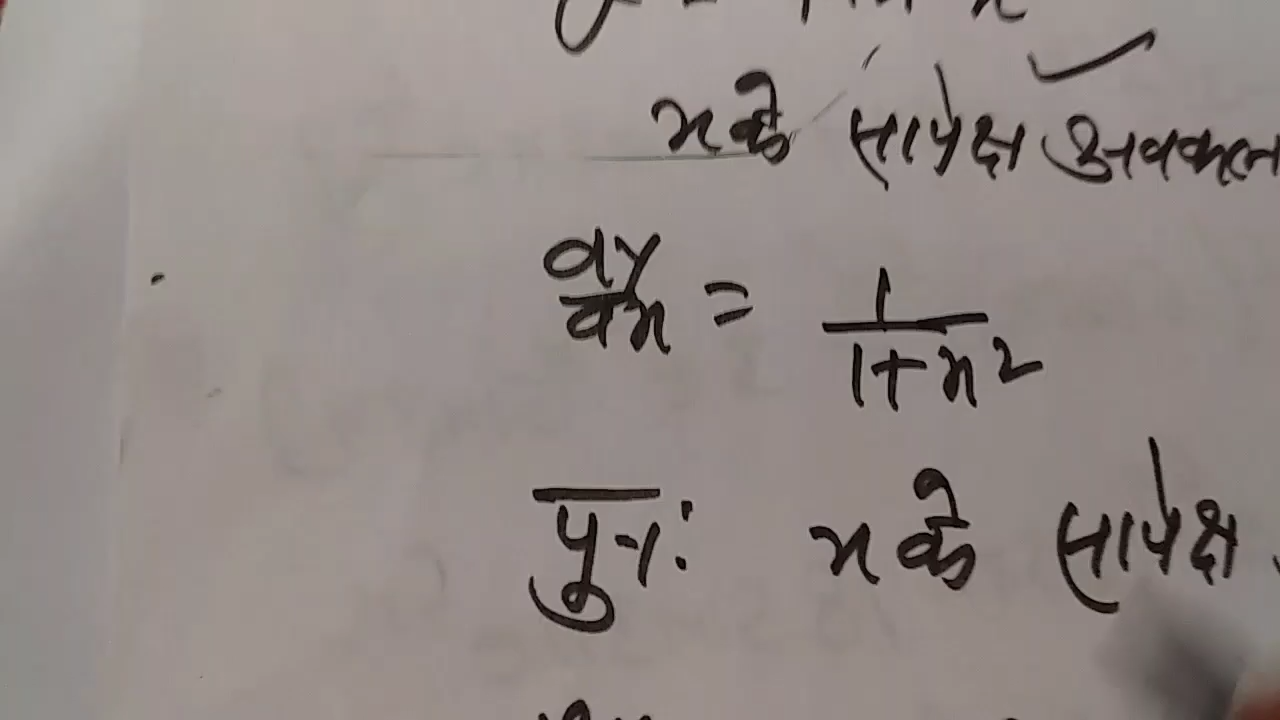 x के सापेक्ष अवकलन
dy/dx = 1/1+x²
पुनः x के सापेक्ष